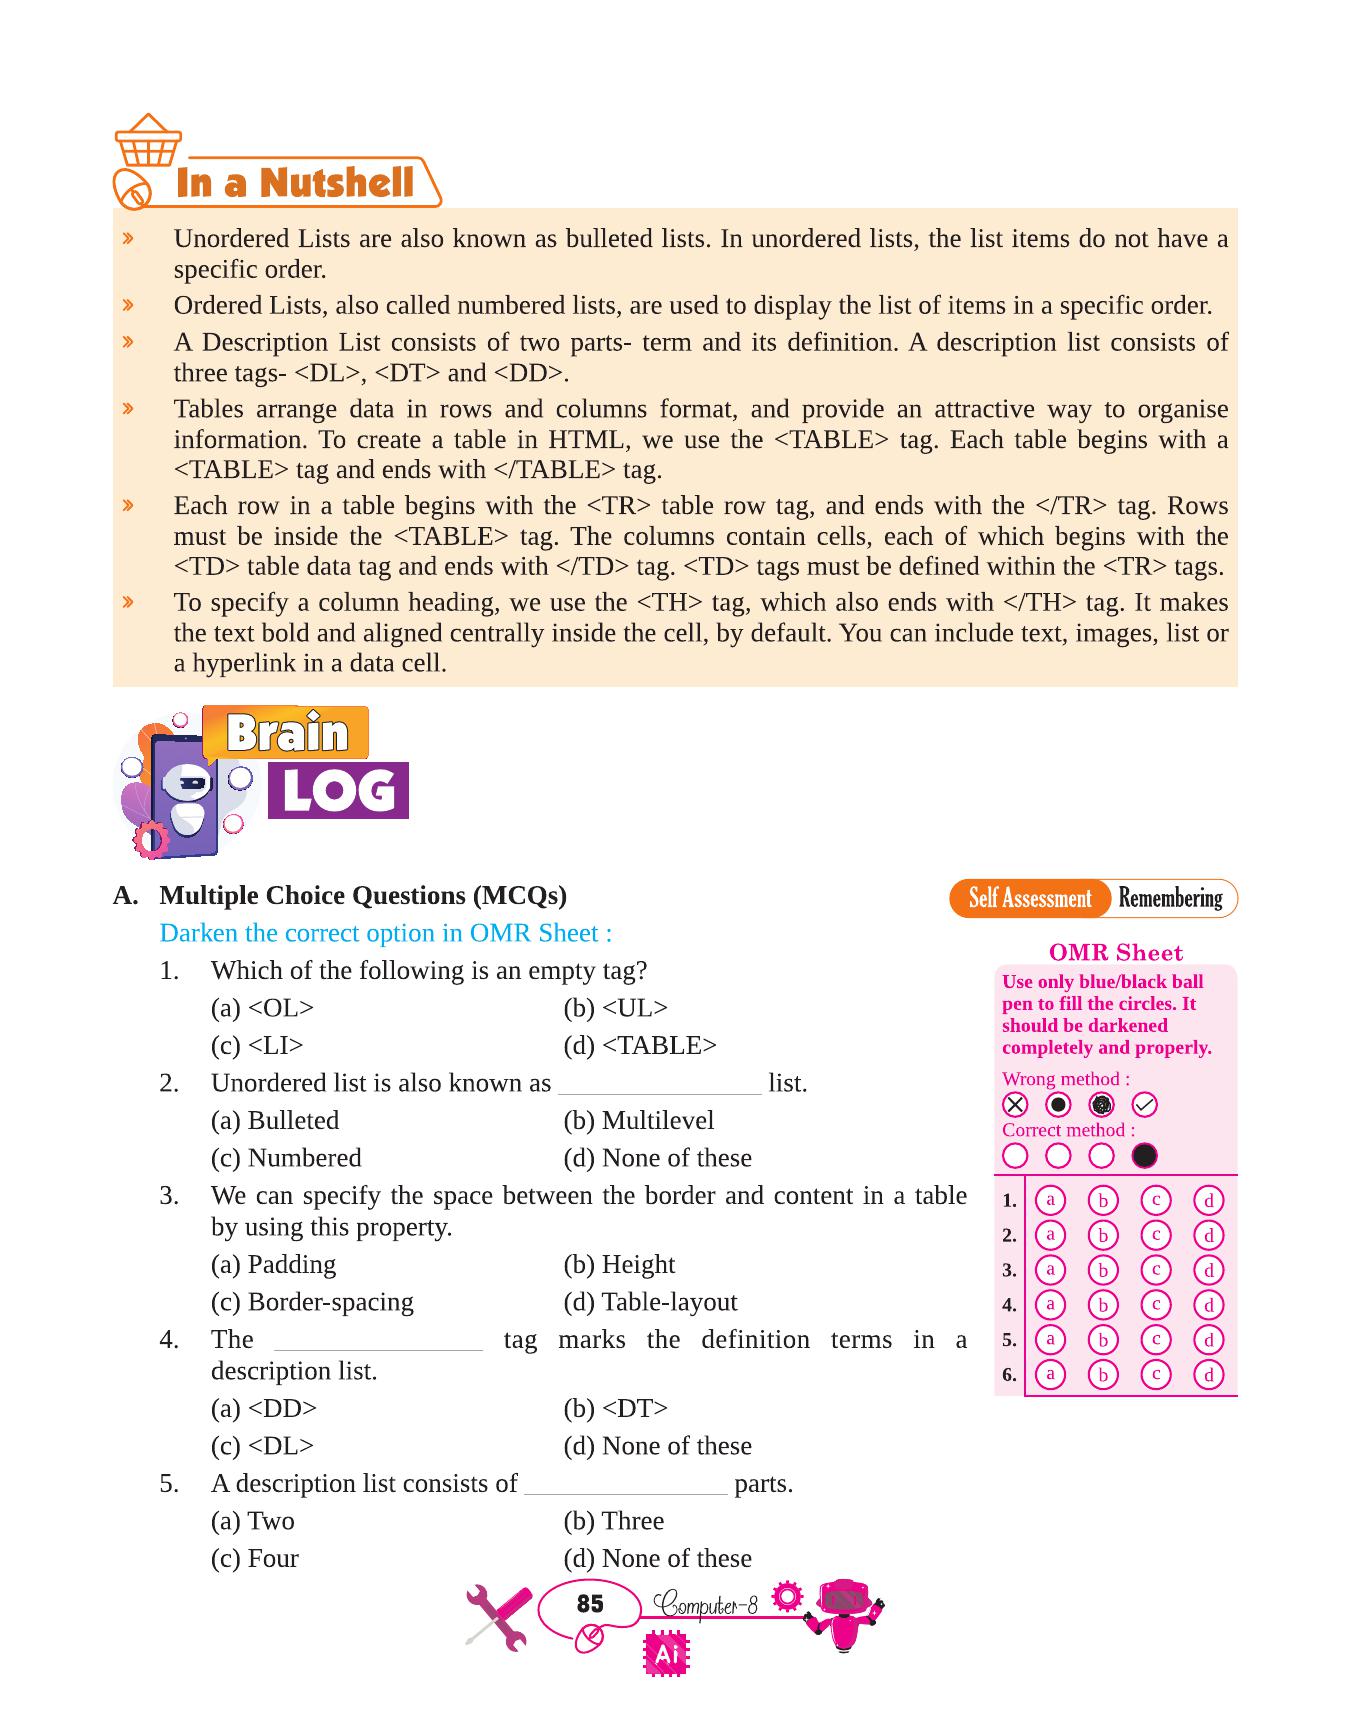 In a Nutshell
» Unordered Lists are also known as bulleted lists. In unordered lists, the list items do not have a
specific order.
» Ordered Lists, also called numbered lists, are used to display the list of items in a specific order.
» A Description List consists of two parts- term and its definition. A description list consists of
three tags- <DL>, <DT> and <DD>.
» Tables arrange data in rows and columns format, and provide an attractive way to organise
information. To create a table in HTML, we use the <TABLE> tag. Each table begins with a
<TABLE> tag and ends with </TABLE> tag.
» Each row in a table begins with the <TR> table row tag, and ends with the </TR> tag. Rows
must be inside the <TABLE> tag. The columns contain cells, each of which begins with the
<TD> table data tag and ends with </TD> tag. <TD> tags must be defined within the <TR> tags.
» To specify a column heading, we use the <TH> tag, which also ends with </TH> tag. It makes
the text bold and aligned centrally inside the cell, by default. You can include text, images, list or
a hyperlink in a data cell.
Brain
LOG
A. Multiple Choice Questions (MCQs)
Self Assessment Remembering
Darken the correct option in OMR Sheet :
1. Which of the following is an empty tag?
(a) <OL> (b) <UL>
(c) <LI> (d) <TABLE>
2. Unordered list is also known as _______________ list.
(a) Bulleted (b) Multilevel
(c) Numbered (d) None of these
3. We can specify the space between the border and content in a table
by using this property.
(a) Padding (b) Height
(c) Border-spacing (d) Table-layout
4. The _______________ tag marks the definition terms in a
description list.
(a) <DD> (b) <DT>
(c) <DL> (d) None of these
5. A description list consists of _______________ parts.
(a) Two (b) Three
(c) Four (d) None of these
OMR Sheet
Use only blue/black ball
pen to fill the circles. It
should be darkened
completely and properly.
Wrong method :
Correct method :
1. a b c d
2. a b c d
3. a b c d
4. a b c d
5. a b c d
6. a b c d
85 Computer-8
Ai